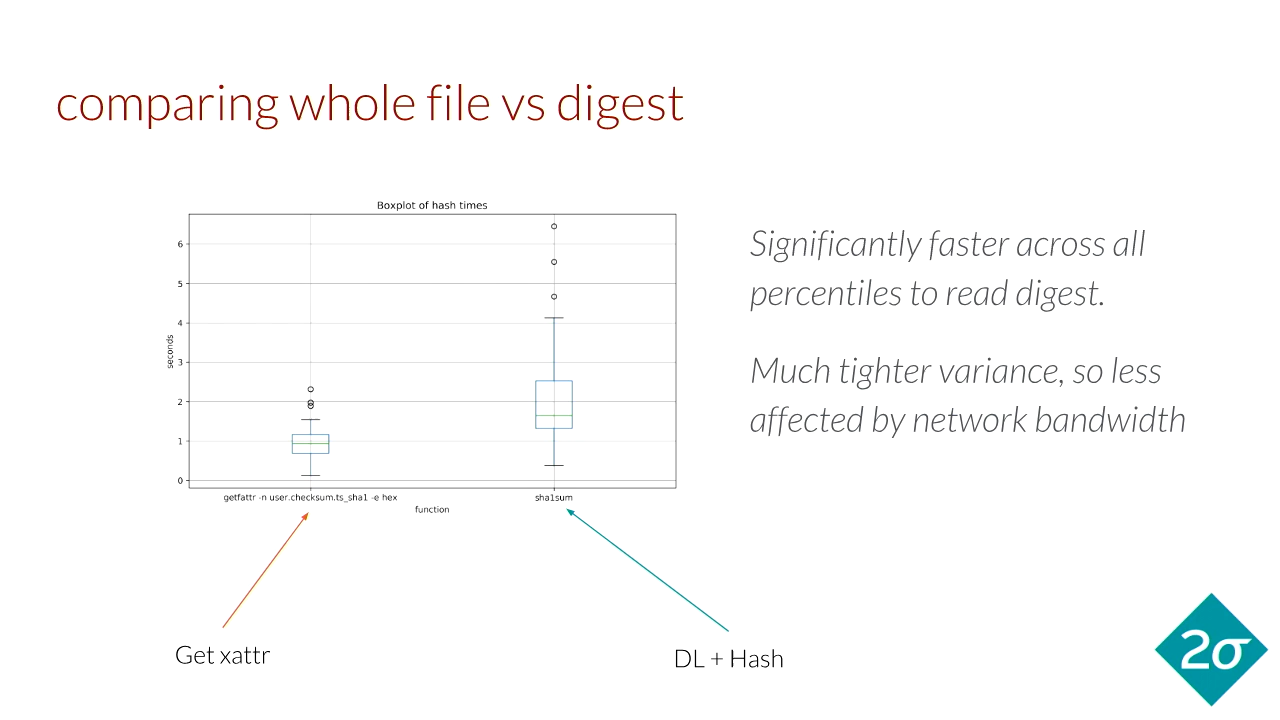 comparing whole file vs digest
Boxplot of hash times
6
5
4
3
2
1
0
seconds
getfattr -n user.checksum.ts_sha1 -e hex
sha1sum
function
Get xattr
DL + Hash
Significantly faster across all
percentiles to read digest.
Much tighter variance, so less
affected by network bandwidth
2σ